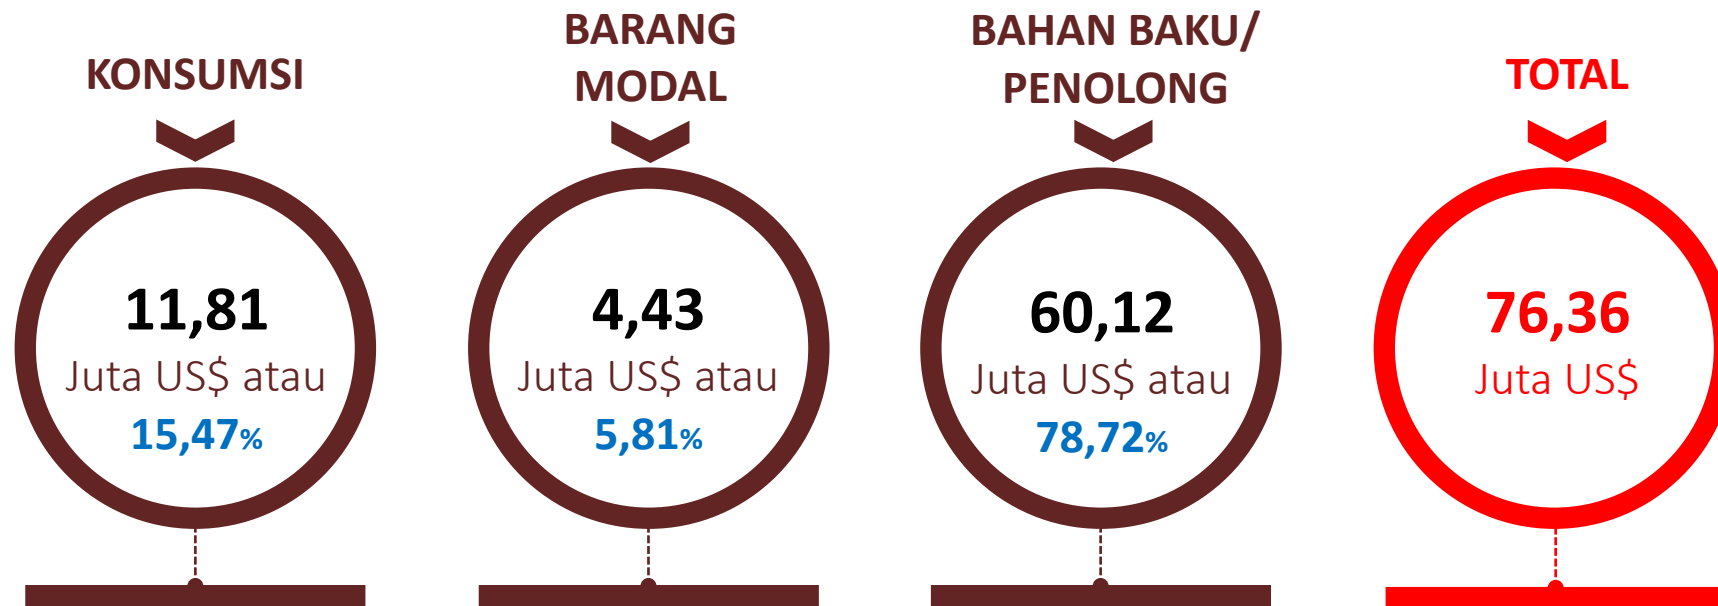 KONSUMSI
11,81
Juta US$ atau
15,47%
BARANG
MODAL
4,43
Juta US$ atau
5,81%
BAHAN BAKU/
PENOLONG
60,12
Juta US$ atau
78,72%
TOTAL
76,36
Juta US$